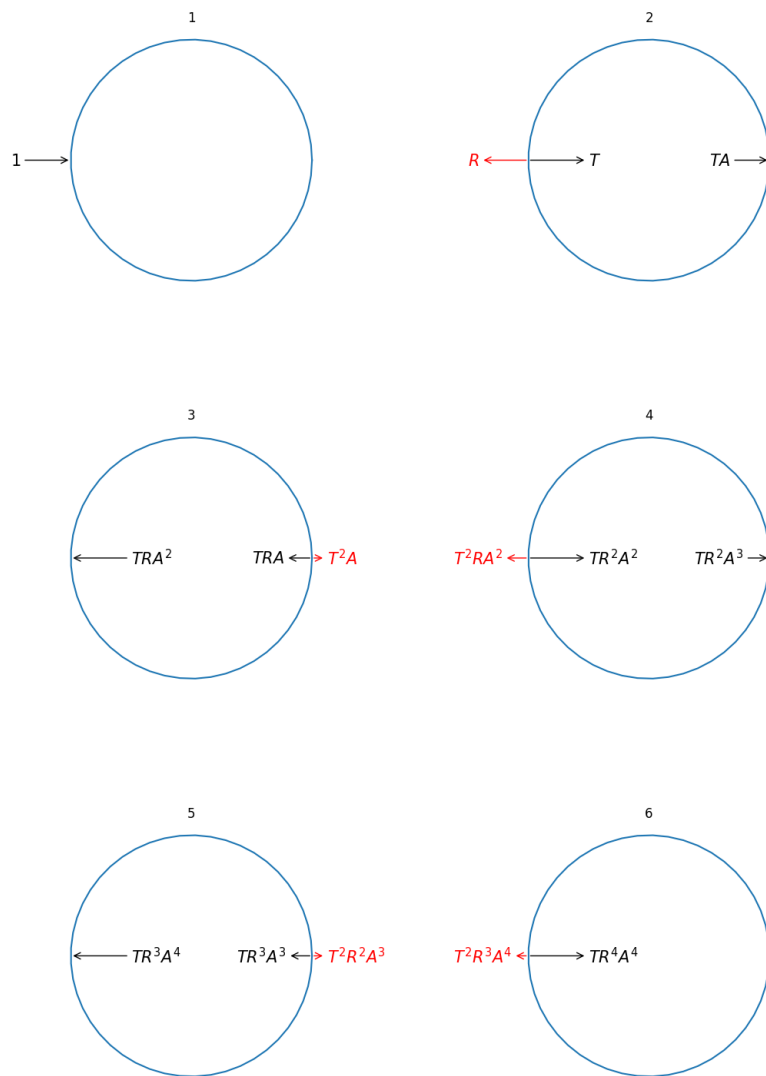 1 2
1 R T TA
3 4
TRA² TRA T²A T²RA² TR²A² TR²A³
5 6
TR³A⁴ TR³A³ T²R²A³ T²R³A⁴ TR⁴A⁴